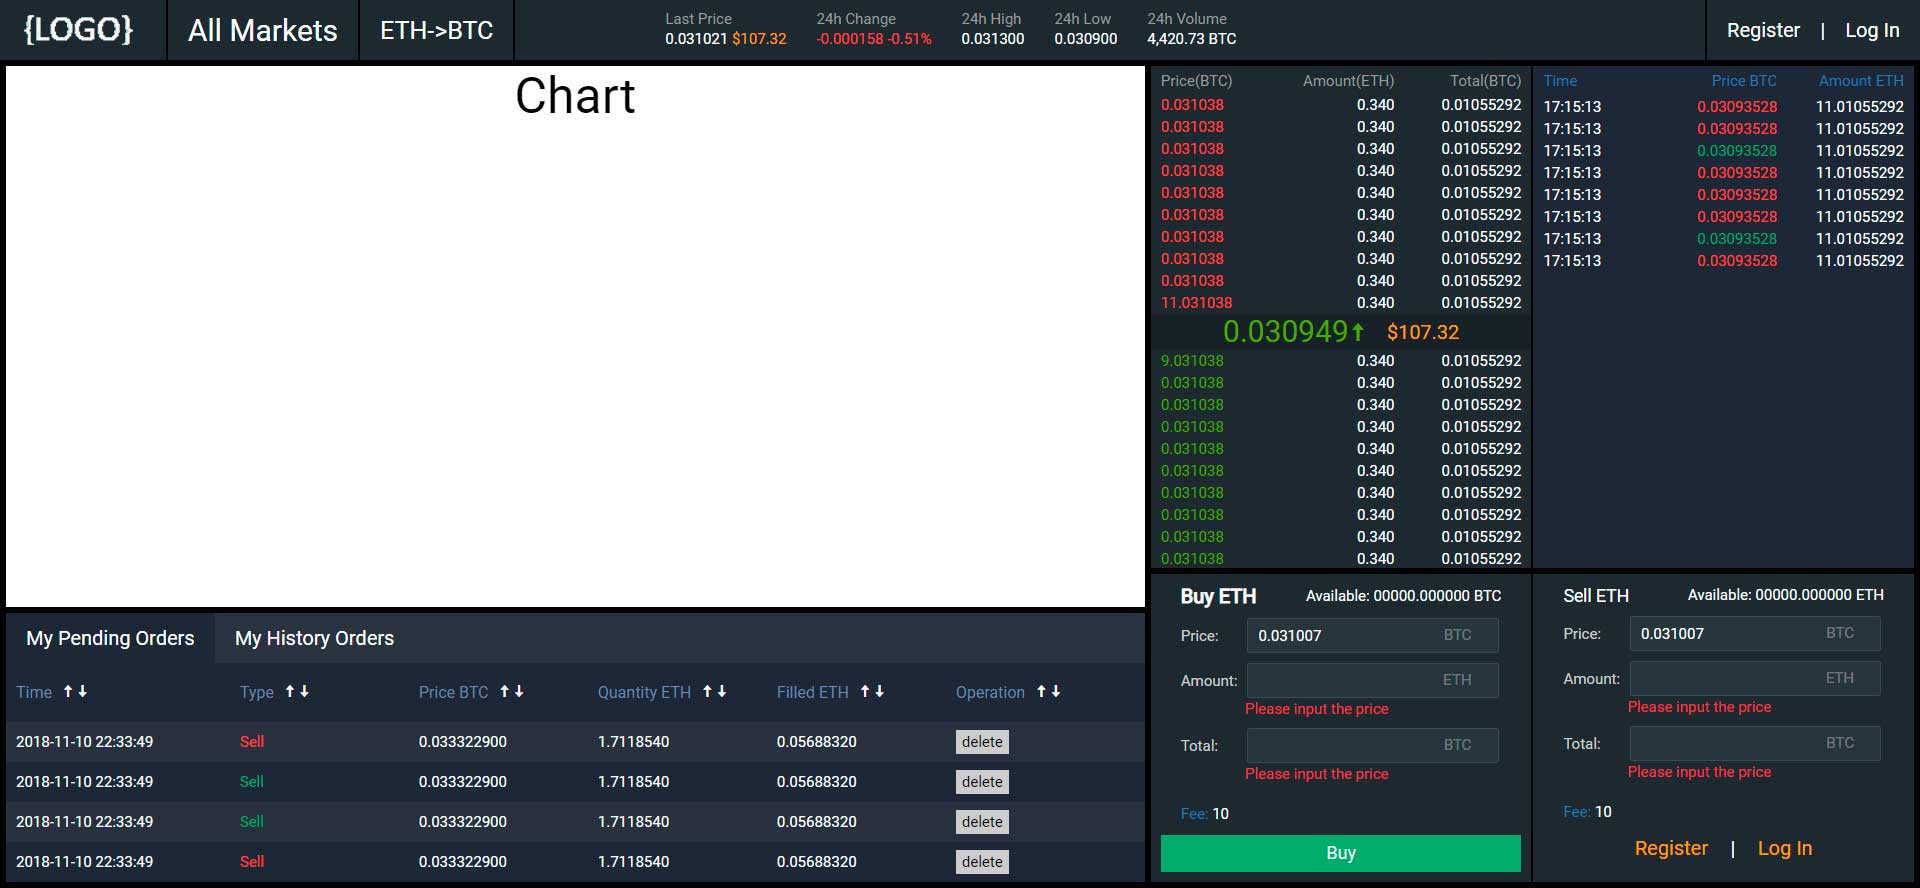 {LOGO} All Markets ETH->BTC
Last Price 24h Change 24h High 24h Low 24h Volume
0.031021 $107.32 -0.000158 -0.51% 0.031300 0.030900 4,420.73 BTC
Register | Log In
Chart
Price(BTC) Amount(ETH) Total(BTC)
0.031038 0.340 0.01055292
0.031038 0.340 0.01055292
0.031038 0.340 0.01055292
0.031038 0.340 0.01055292
0.031038 0.340 0.01055292
0.031038 0.340 0.01055292
0.031038 0.340 0.01055292
0.031038 0.340 0.01055292
0.031038 0.340 0.01055292
11.031038 0.340 0.01055292
0.030949↑ $107.32
9.031038 0.340 0.01055292
0.031038 0.340 0.01055292
0.031038 0.340 0.01055292
0.031038 0.340 0.01055292
0.031038 0.340 0.01055292
0.031038 0.340 0.01055292
0.031038 0.340 0.01055292
0.031038 0.340 0.01055292
0.031038 0.340 0.01055292
0.031038 0.340 0.01055292
Time Price BTC Amount ETH
17:15:13 0.03093528 11.01055292
17:15:13 0.03093528 11.01055292
17:15:13 0.03093528 11.01055292
17:15:13 0.03093528 11.01055292
17:15:13 0.03093528 11.01055292
17:15:13 0.03093528 11.01055292
17:15:13 0.03093528 11.01055292
17:15:13 0.03093528 11.01055292
My Pending Orders My History Orders
Time ↑↓ Type ↑↓ Price BTC ↑↓ Quantity ETH ↑↓ Filled ETH ↑↓ Operation ↑↓
2018-11-10 22:33:49 Sell 0.033322900 1.7118540 0.05688320 delete
2018-11-10 22:33:49 Sell 0.033322900 1.7118540 0.05688320 delete
2018-11-10 22:33:49 Sell 0.033322900 1.7118540 0.05688320 delete
2018-11-10 22:33:49 Sell 0.033322900 1.7118540 0.05688320 delete
Buy ETH Available: 00000.000000 BTC
Price: 0.031007 BTC
Amount: ETH
Please input the price
Total: BTC
Please input the price
Fee: 10
Buy
Sell ETH Available: 00000.000000 ETH
Price: 0.031007 BTC
Amount: ETH
Please input the price
Total: BTC
Please input the price
Fee: 10
Register | Log In